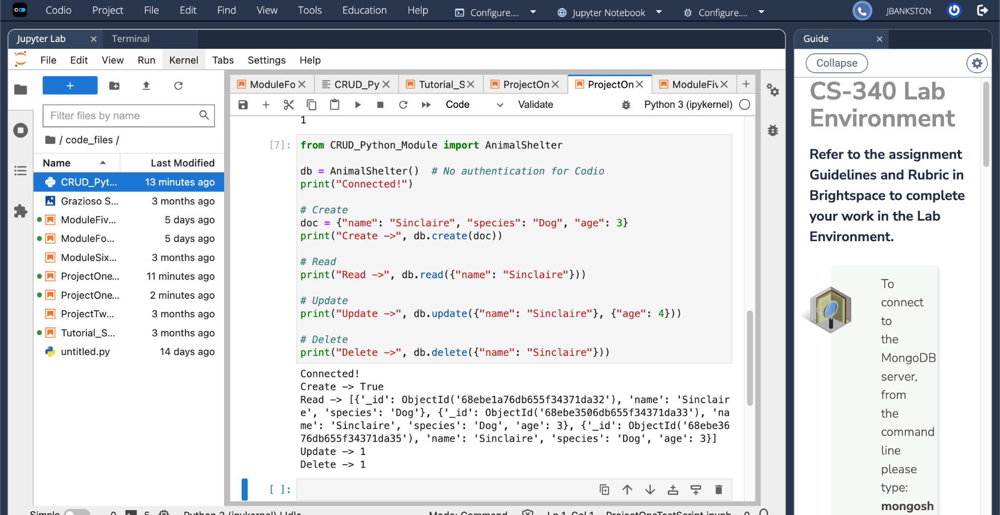 Codio Project File Edit Find View Tools Education Help Configure.... Jupyter Notebook Configure.... JBANKSTON
Jupyter Lab Terminal
File Edit View Run Kernel Tabs Settings Help
Filter files by name
/ code_files /
Name Last Modified
CRUD_Pyt... 13 minutes ago
Grazioso S... 3 months ago
ModuleFiv... 5 days ago
ModuleFo... 5 days ago
ModuleSix... 3 months ago
ProjectOne... 11 minutes ago
ProjectOne... 2 minutes ago
ProjectTw... 3 months ago
Tutorial_S... 3 months ago
untitled.py 14 days ago
ModuleFo CRUD_Py Tutorial_S ProjectOn ProjectOn ModuleFiv
Code Validate Python 3 (ipykernel)
1
[7]:
from CRUD_Python_Module import AnimalShelter
db = AnimalShelter()  # No authentication for Codio
print("Connected!")
# Create
doc = {"name": "Sinclaire", "species": "Dog", "age": 3}
print("Create ->", db.create(doc))
# Read
print("Read ->", db.read({"name": "Sinclaire"}))
# Update
print("Update ->", db.update({"name": "Sinclaire"}, {"age": 4}))
# Delete
print("Delete ->", db.delete({"name": "Sinclaire"}))
Connected!
Create -> True
Read -> [{'_id': ObjectId('68ebe1a76db655f34371da32'), 'name': 'Sinclair
e', 'species': 'Dog'}, {'_id': ObjectId('68ebe3506db655f34371da33'), 'na
me': 'Sinclaire', 'species': 'Dog', 'age': 3}, {'_id': ObjectId('68ebe36
76db655f34371da35'), 'name': 'Sinclaire', 'species': 'Dog', 'age': 3}]
Update -> 1
Delete -> 1
[ ]:
Simple 0 5 Python 3 (ipykernel) | Idle Mode: Command Ln 1, Col 1 ProjectOneTestScript.ipynb 0
Guide
Collapse
CS-340 Lab
Environment
Refer to the assignment
Guidelines and Rubric in
Brightspace to complete
your work in the Lab
Environment.
To
connect
to
the
MongoDB
server,
from
the
command
line
please
type:
mongosh